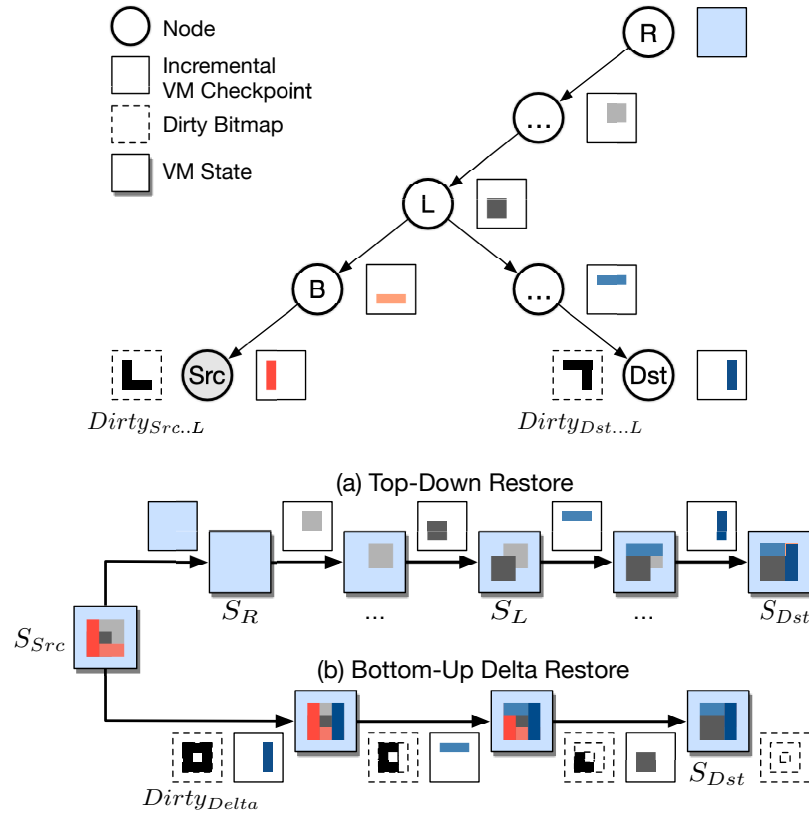 Node
Incremental
VM Checkpoint
Dirty Bitmap
VM State
R
...
L
B
...
Src
Dst
Dirty_{Src..L}
Dirty_{Dst...L}
(a) Top-Down Restore
S_R
...
S_L
...
S_{Dst}
S_{Src}
(b) Bottom-Up Delta Restore
Dirty_{Delta}
S_{Dst}